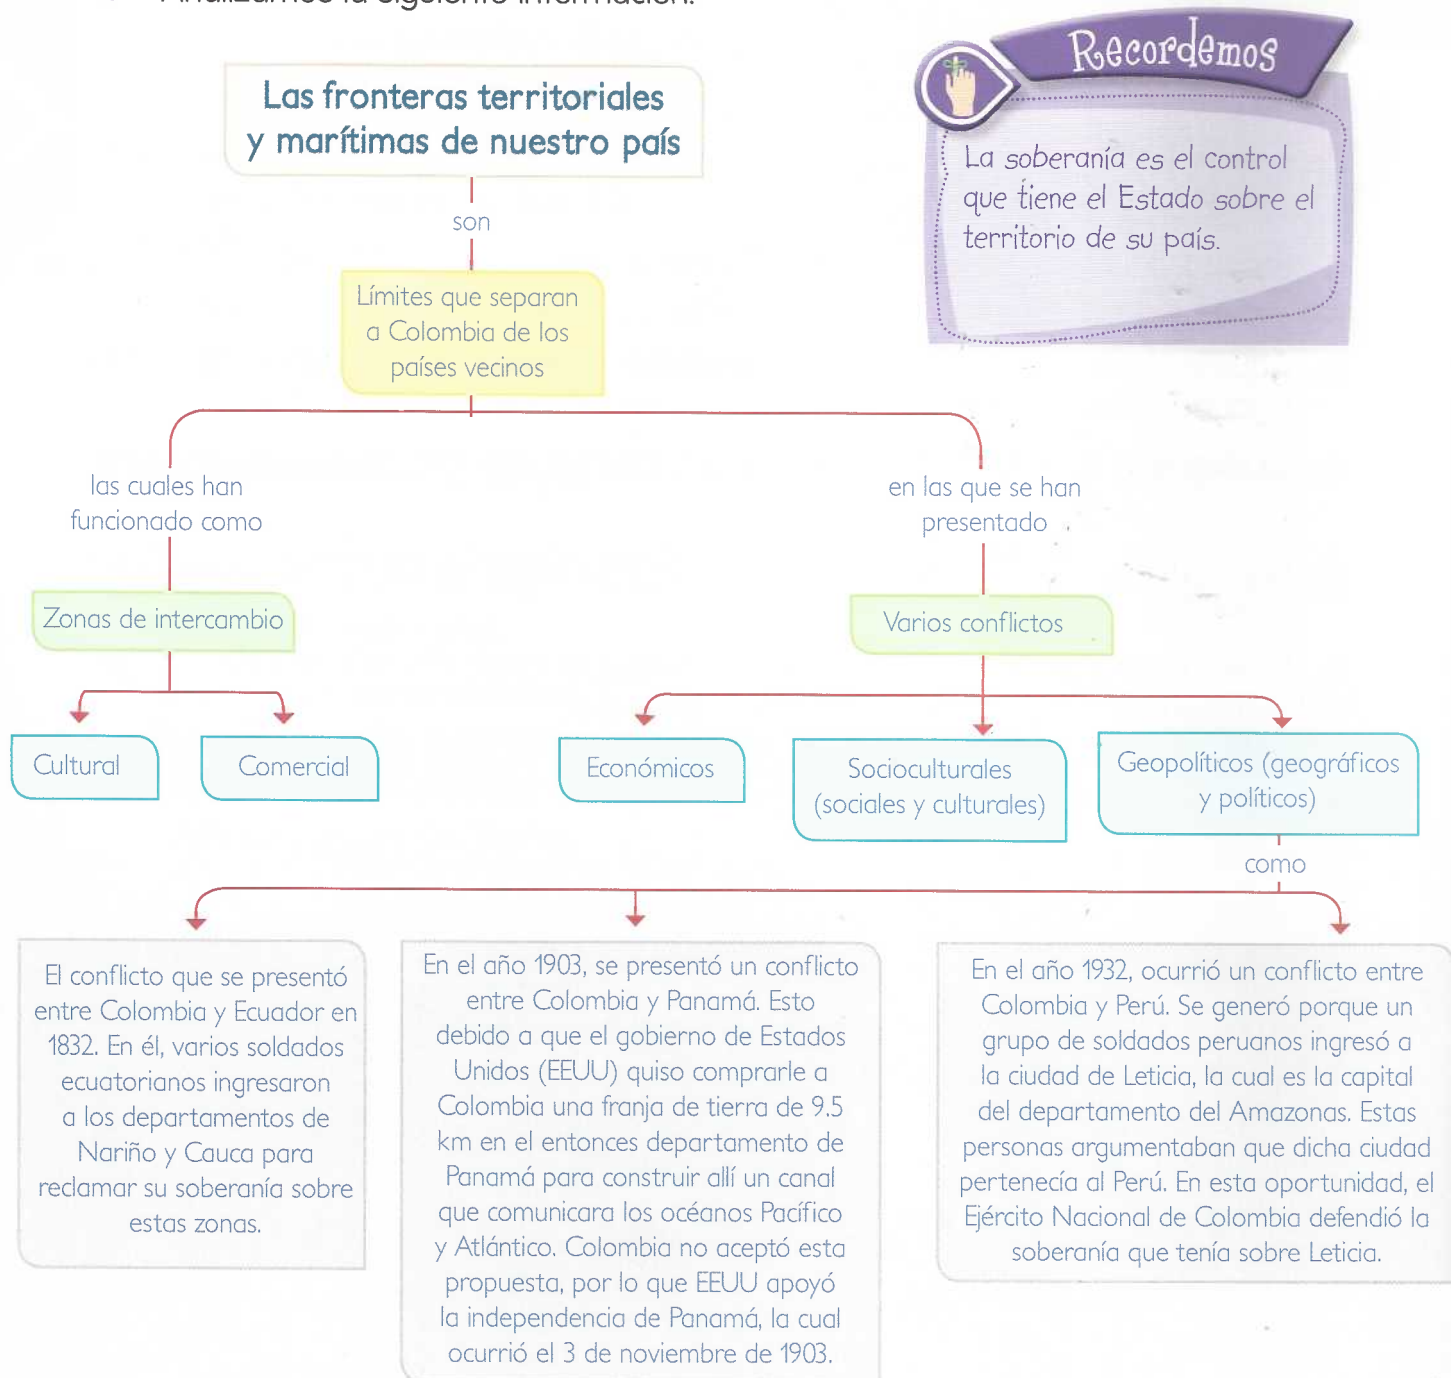 Analizamos la siguiente información.
Recordemos
La soberanía es el control
que tiene el Estado sobre el
territorio de su país.
Las fronteras territoriales
y marítimas de nuestro país
son
Límites que separan
a Colombia de los
países vecinos
las cuales han
funcionado como
en las que se han
presentado
Zonas de intercambio
Varios conflictos
Cultural
Comercial
Económicos
Socioculturales
(sociales y culturales)
Geopolíticos (geográficos
y políticos)
como
El conflicto que se presentó
entre Colombia y Ecuador en
1832. En él, varios soldados
ecuatorianos ingresaron
a los departamentos de
Nariño y Cauca para
reclamar su soberanía sobre
estas zonas.
En el año 1903, se presentó un conflicto
entre Colombia y Panamá. Esto
debido a que el gobierno de Estados
Unidos (EEUU) quiso comprarle a
Colombia una franja de tierra de 9.5
km en el entonces departamento de
Panamá para construir allí un canal
que comunicara los océanos Pacífico
y Atlántico. Colombia no aceptó esta
propuesta, por lo que EEUU apoyó
la independencia de Panamá, la cual
ocurrió el 3 de noviembre de 1903.
En el año 1932, ocurrió un conflicto entre
Colombia y Perú. Se generó porque un
grupo de soldados peruanos ingresó a
la ciudad de Leticia, la cual es la capital
del departamento del Amazonas. Estas
personas argumentaban que dicha ciudad
pertenecía al Perú. En esta oportunidad, el
Ejército Nacional de Colombia defendió la
soberanía que tenía sobre Leticia.